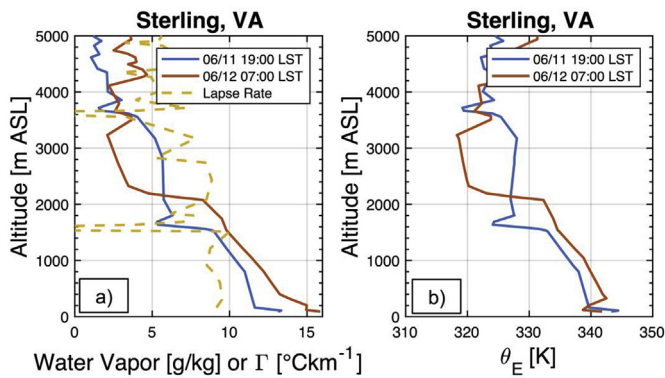 Sterling, VA
06/11 19:00 LST
06/12 07:00 LST
Lapse Rate
Altitude [m ASL]
5000
4000
3000
2000
1000
0
a)
0 5 10 15
Water Vapor [g/kg] or Γ [°Ckm⁻¹]
Sterling, VA
06/11 19:00 LST
06/12 07:00 LST
Altitude [m ASL]
5000
4000
3000
2000
1000
0
b)
310 320 330 340 350
θ_E [K]